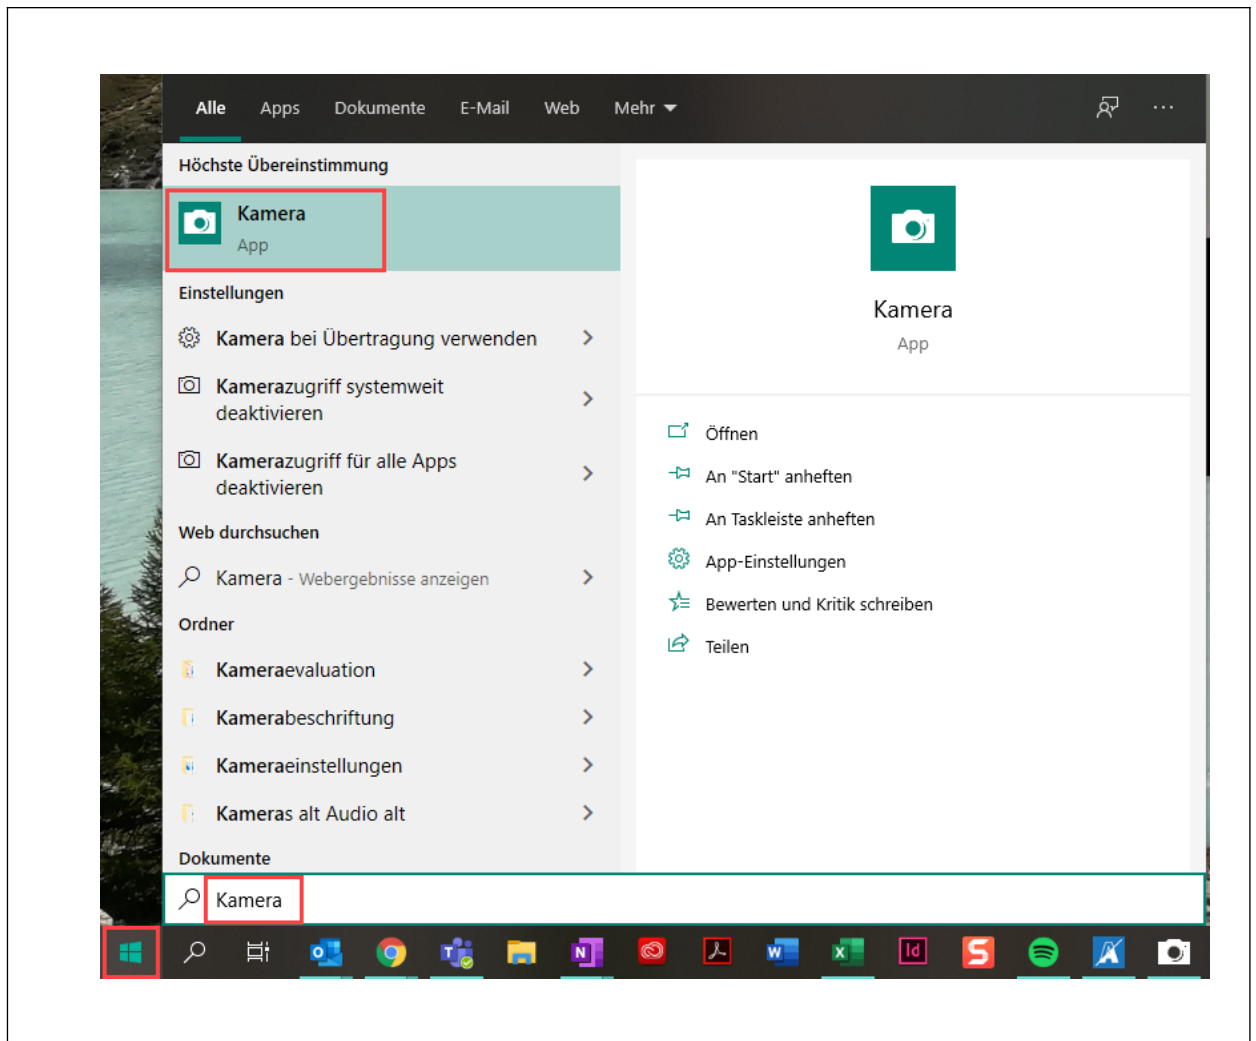 Alle Apps Dokumente E-Mail Web Mehr
Höchste Übereinstimmung
Kamera
App
Einstellungen
Kamera bei Übertragung verwenden
Kamerazugriff systemweit
deaktivieren
Kamerazugriff für alle Apps
deaktivieren
Web durchsuchen
Kamera - Webergebnisse anzeigen
Ordner
Kameraevaluation
Kamerabeschriftung
Kameraeinstellungen
Kameras alt Audio alt
Dokumente
Kamera
App
Öffnen
An "Start" anheften
An Taskleiste anheften
App-Einstellungen
Bewerten und Kritik schreiben
Teilen
Kamera